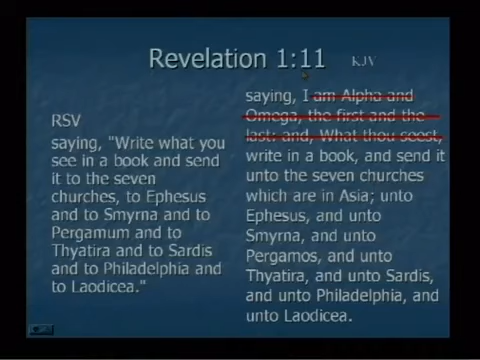 Revelation 1:11 KJV
RSV
saying, "Write what you
see in a book and send
it to the seven
churches, to Ephesus
and to Smyrna and to
Pergamum and to
Thyatira and to Sardis
and to Philadelphia and
to Laodicea."
saying, I am Alpha and
Omega, the first and the
last: and, What thou seest,
write in a book, and send it
unto the seven churches
which are in Asia; unto
Ephesus, and unto
Smyrna, and unto
Pergamos, and unto
Thyatira, and unto Sardis,
and unto Philadelphia, and
unto Laodicea.